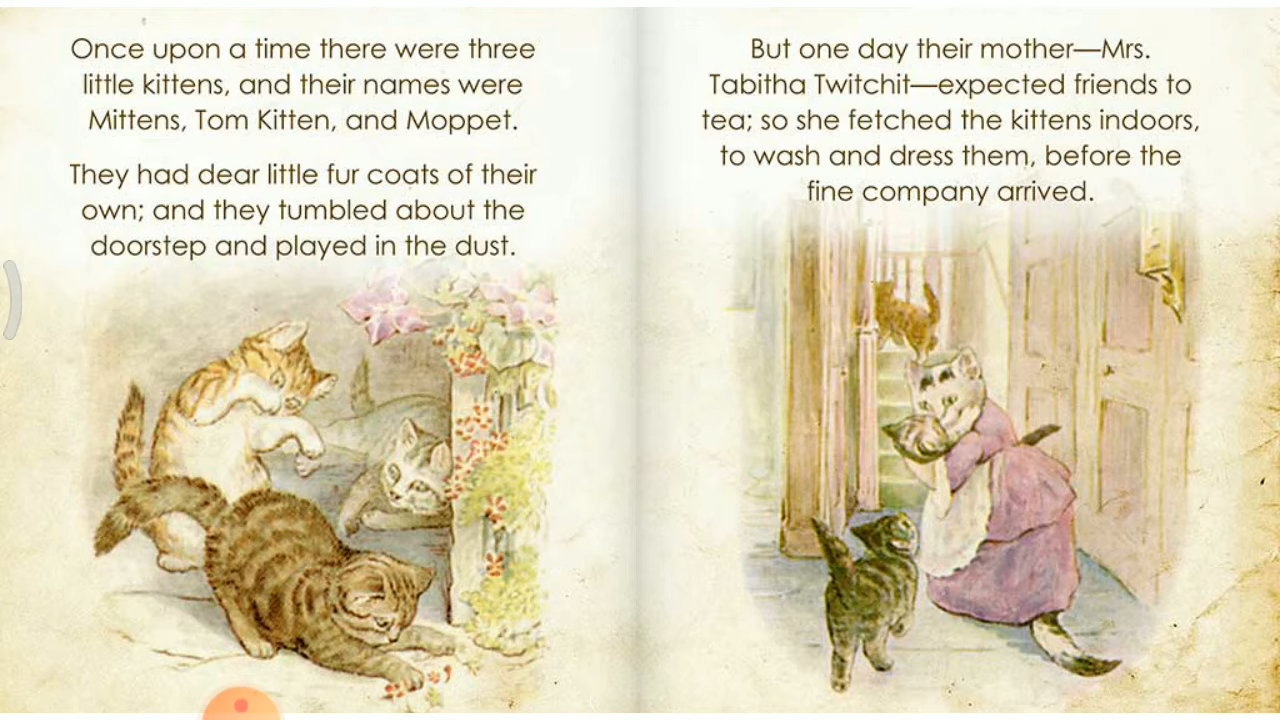 Once upon a time there were three
little kittens, and their names were
Mittens, Tom Kitten, and Moppet.
They had dear little fur coats of their
own; and they tumbled about the
doorstep and played in the dust.
But one day their mother—Mrs.
Tabitha Twitchit—expected friends to
tea; so she fetched the kittens indoors,
to wash and dress them, before the
fine company arrived.